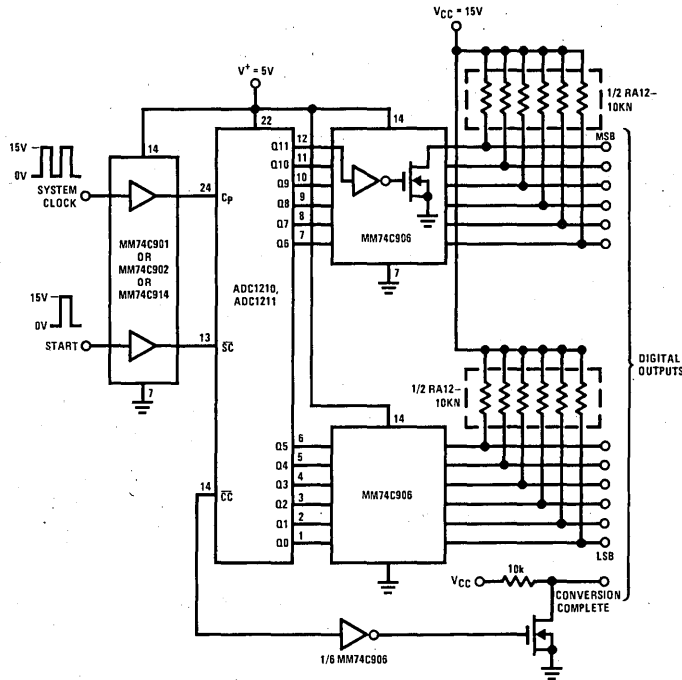 VCC = 15V
V+ = 5V
1/2 RA12–
10KN
14
22
14
MSB
15V
0V
SYSTEM
CLOCK
24
CP
Q11
12
Q10
11
Q9
10
Q8
9
Q7
8
Q6
7
MM74C901
OR
MM74C902
OR
MM74C914
MM74C906
7
ADC1210,
ADC1211
15V
0V
START
13
SC
7
DIGITAL
OUTPUTS
1/2 RA12–
10KN
14
Q5
6
Q4
5
Q3
4
Q2
3
Q1
2
Q0
1
MM74C906
14
CC
LSB
VCC
10k
CONVERSION
COMPLETE
1/6 MM74C906